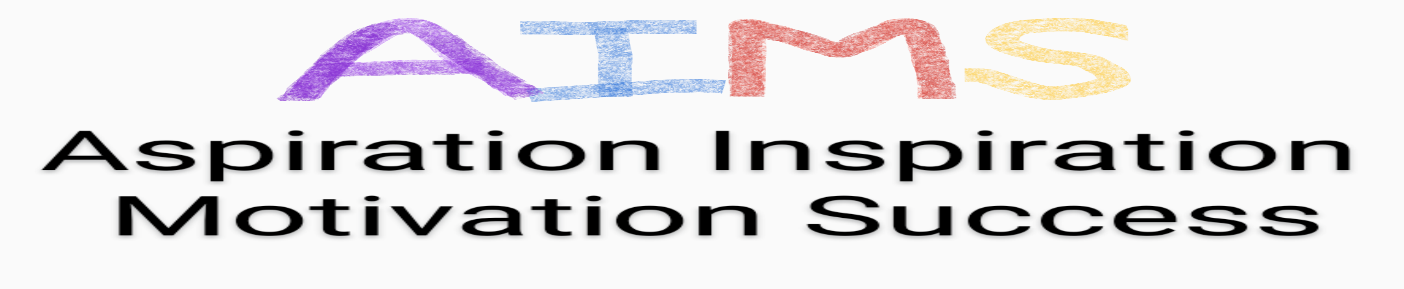 AIMS
Aspiration Inspiration
Motivation Success